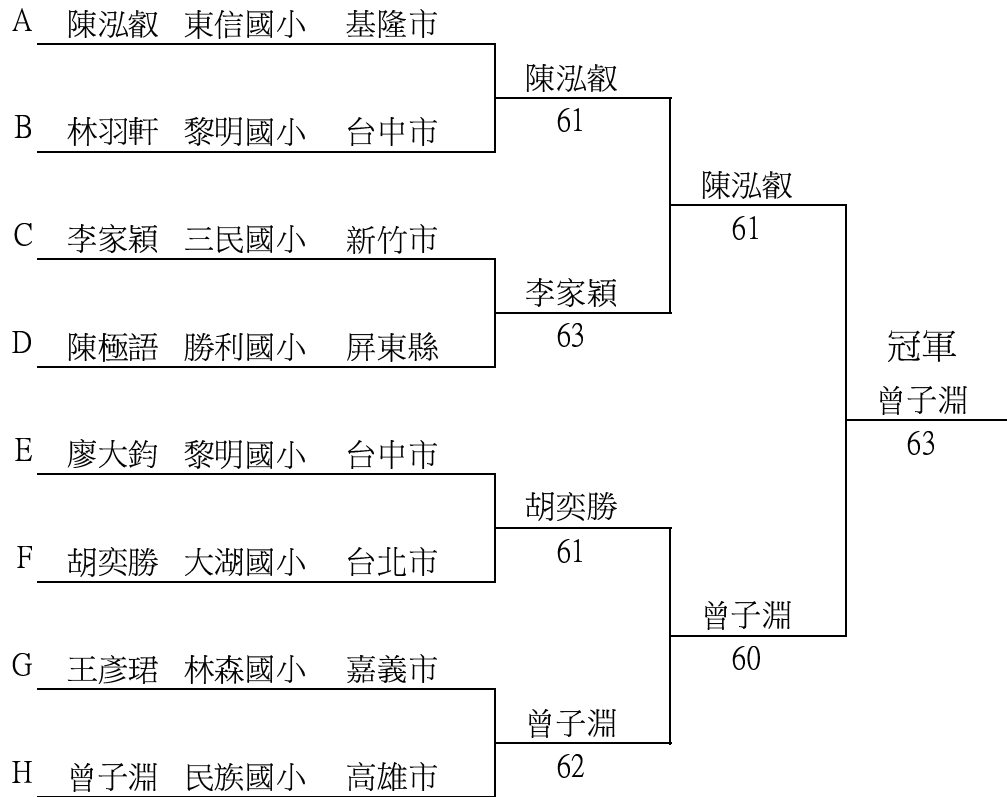 A 陳泓叡 東信國小 基隆市
陳泓叡
61
B 林羽軒 黎明國小 台中市
陳泓叡
61
C 李家穎 三民國小 新竹市
李家穎
63
D 陳極語 勝利國小 屏東縣
冠軍
曾子淵
63
E 廖大鈞 黎明國小 台中市
胡奕勝
61
F 胡奕勝 大湖國小 台北市
曾子淵
60
G 王彥珺 林森國小 嘉義市
曾子淵
62
H 曾子淵 民族國小 高雄市